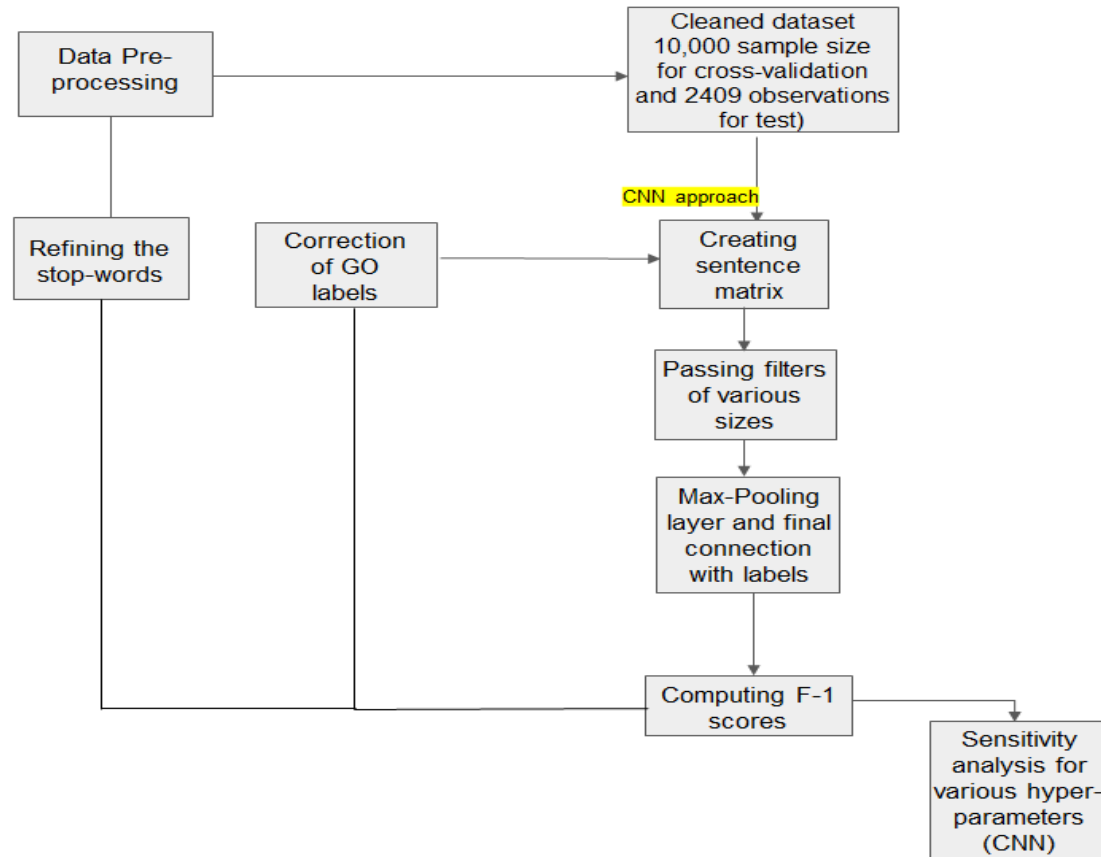 Data Pre-
processing
Cleaned dataset
10,000 sample size
for cross-validation
and 2409 observations
for test)
CNN approach
Refining the
stop-words
Correction
of GO
labels
Creating
sentence
matrix
Passing filters
of various
sizes
Max-Pooling
layer and final
connection
with labels
Computing F-1
scores
Sensitivity
analysis for
various hyper-
parameters
(CNN)